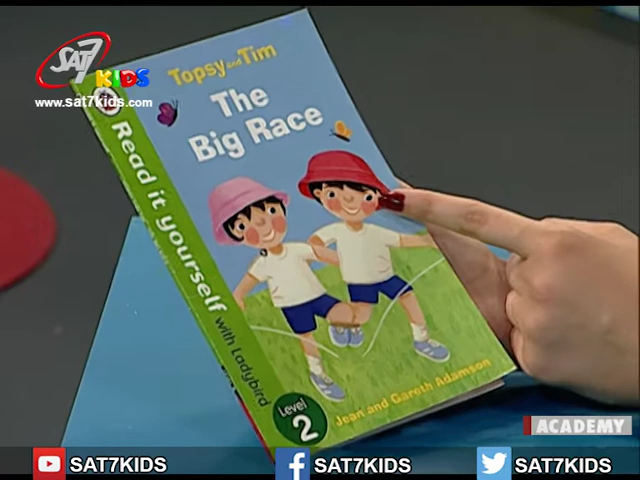 SAT7
KIDS
www.sat7kids.com
Topsy and Tim
The
Big Race
Read it yourself
with Ladybird
Level
2
Jean and Gareth Adamson
ACADEMY
SAT7KIDS
SAT7KIDS
SAT7KIDS